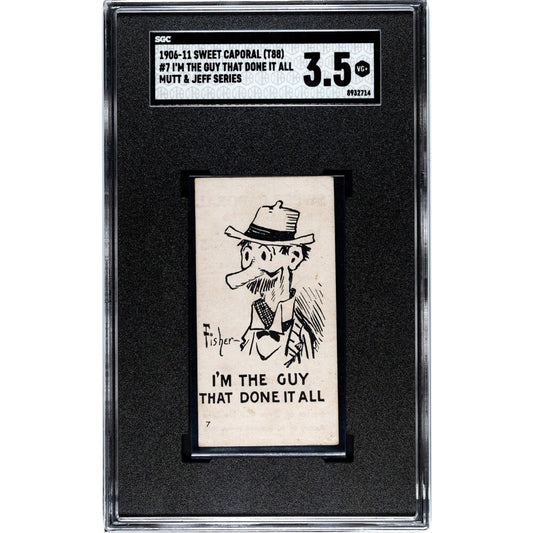 SGC
1906-11 SWEET CAPORAL (T88)
#7 I'M THE GUY THAT DONE IT ALL
MUTT & JEFF SERIES
3.5 VG+
8932714
Fisher
I'M THE GUY
THAT DONE IT ALL
7